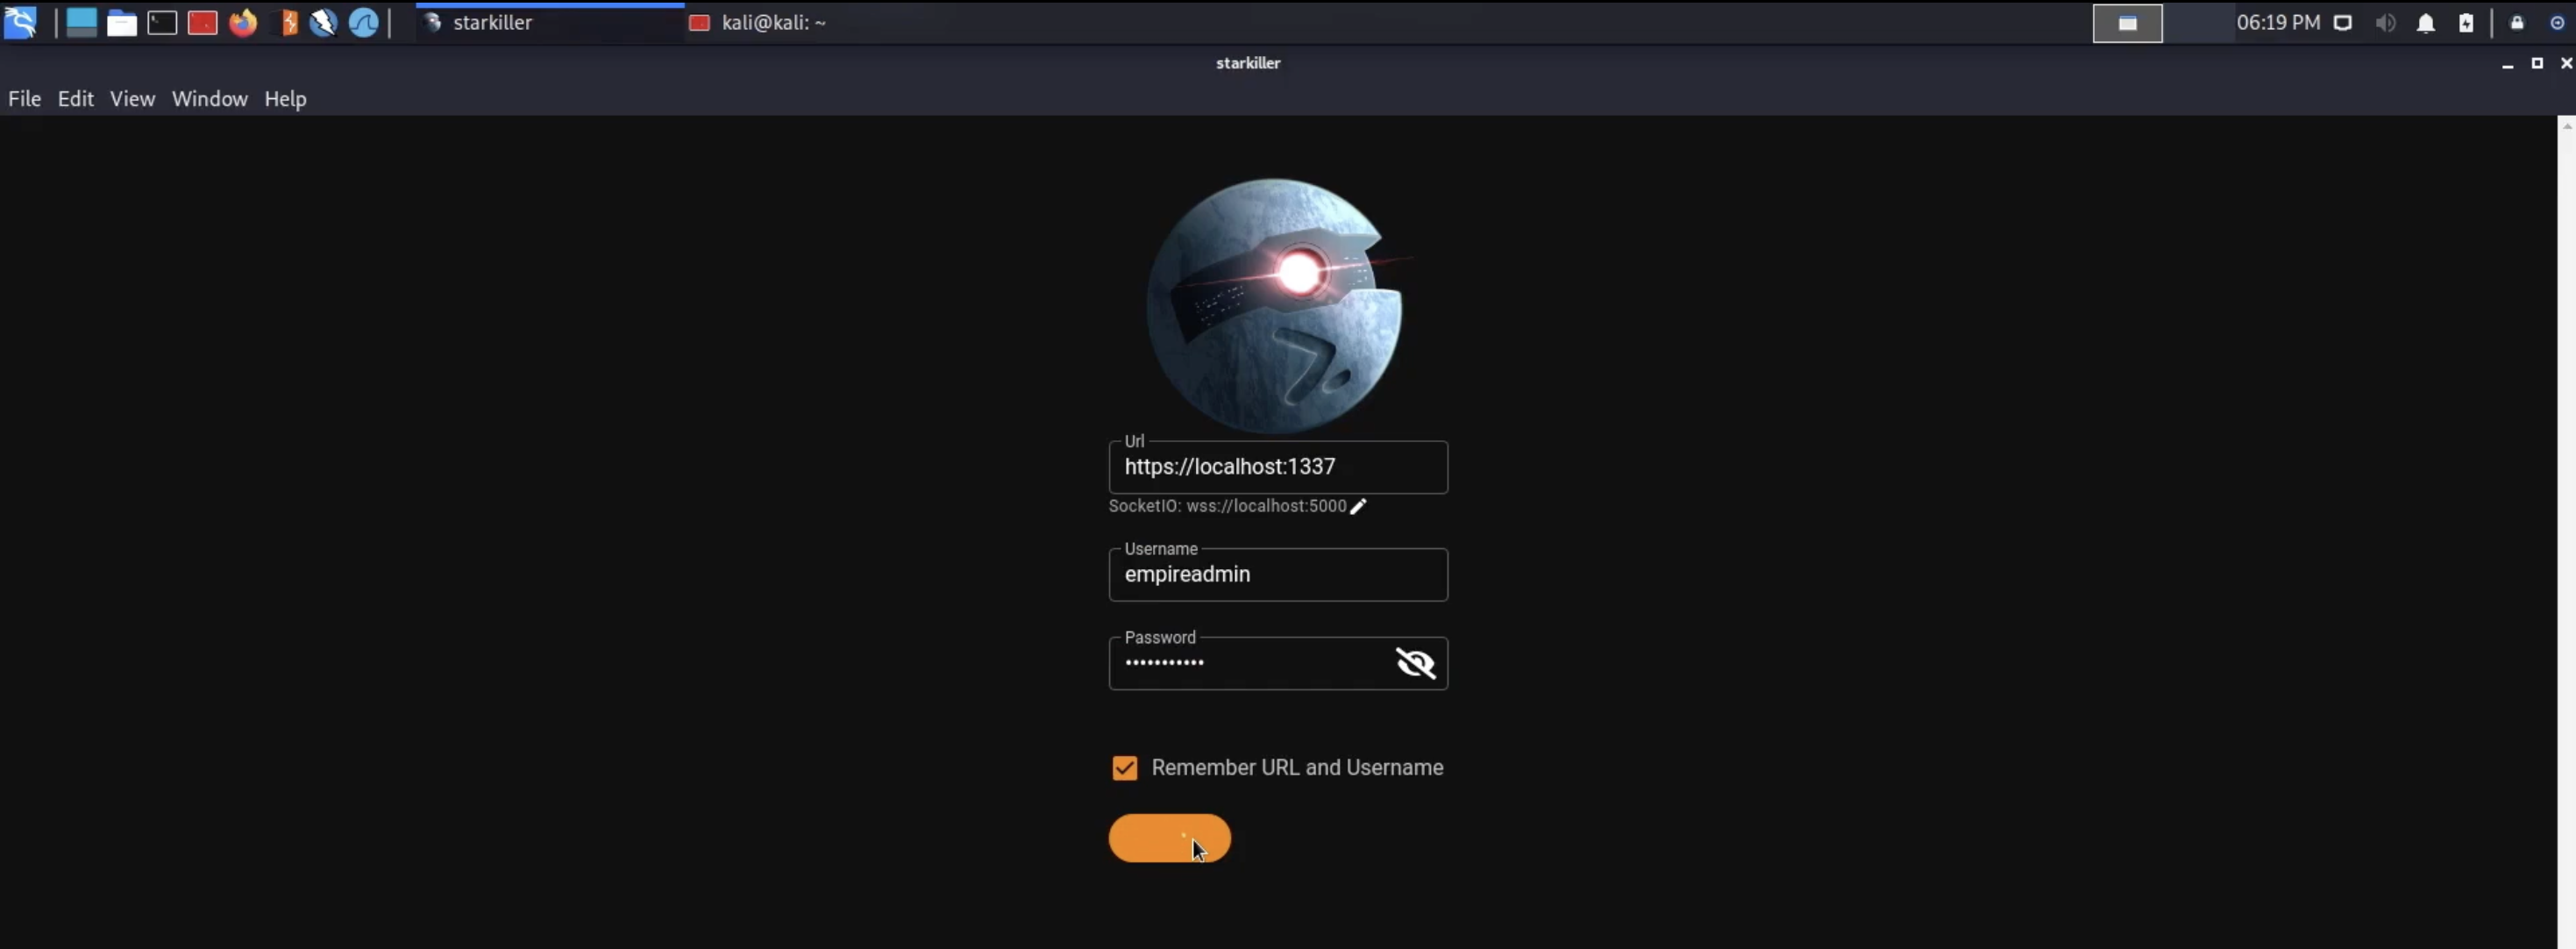 starkiller
kali@kali: ~
06:19 PM
starkiller
File Edit View Window Help
Url
https://localhost:1337
SocketIO: wss://localhost:5000
Username
empireadmin
Password
•••••••••••
Remember URL and Username